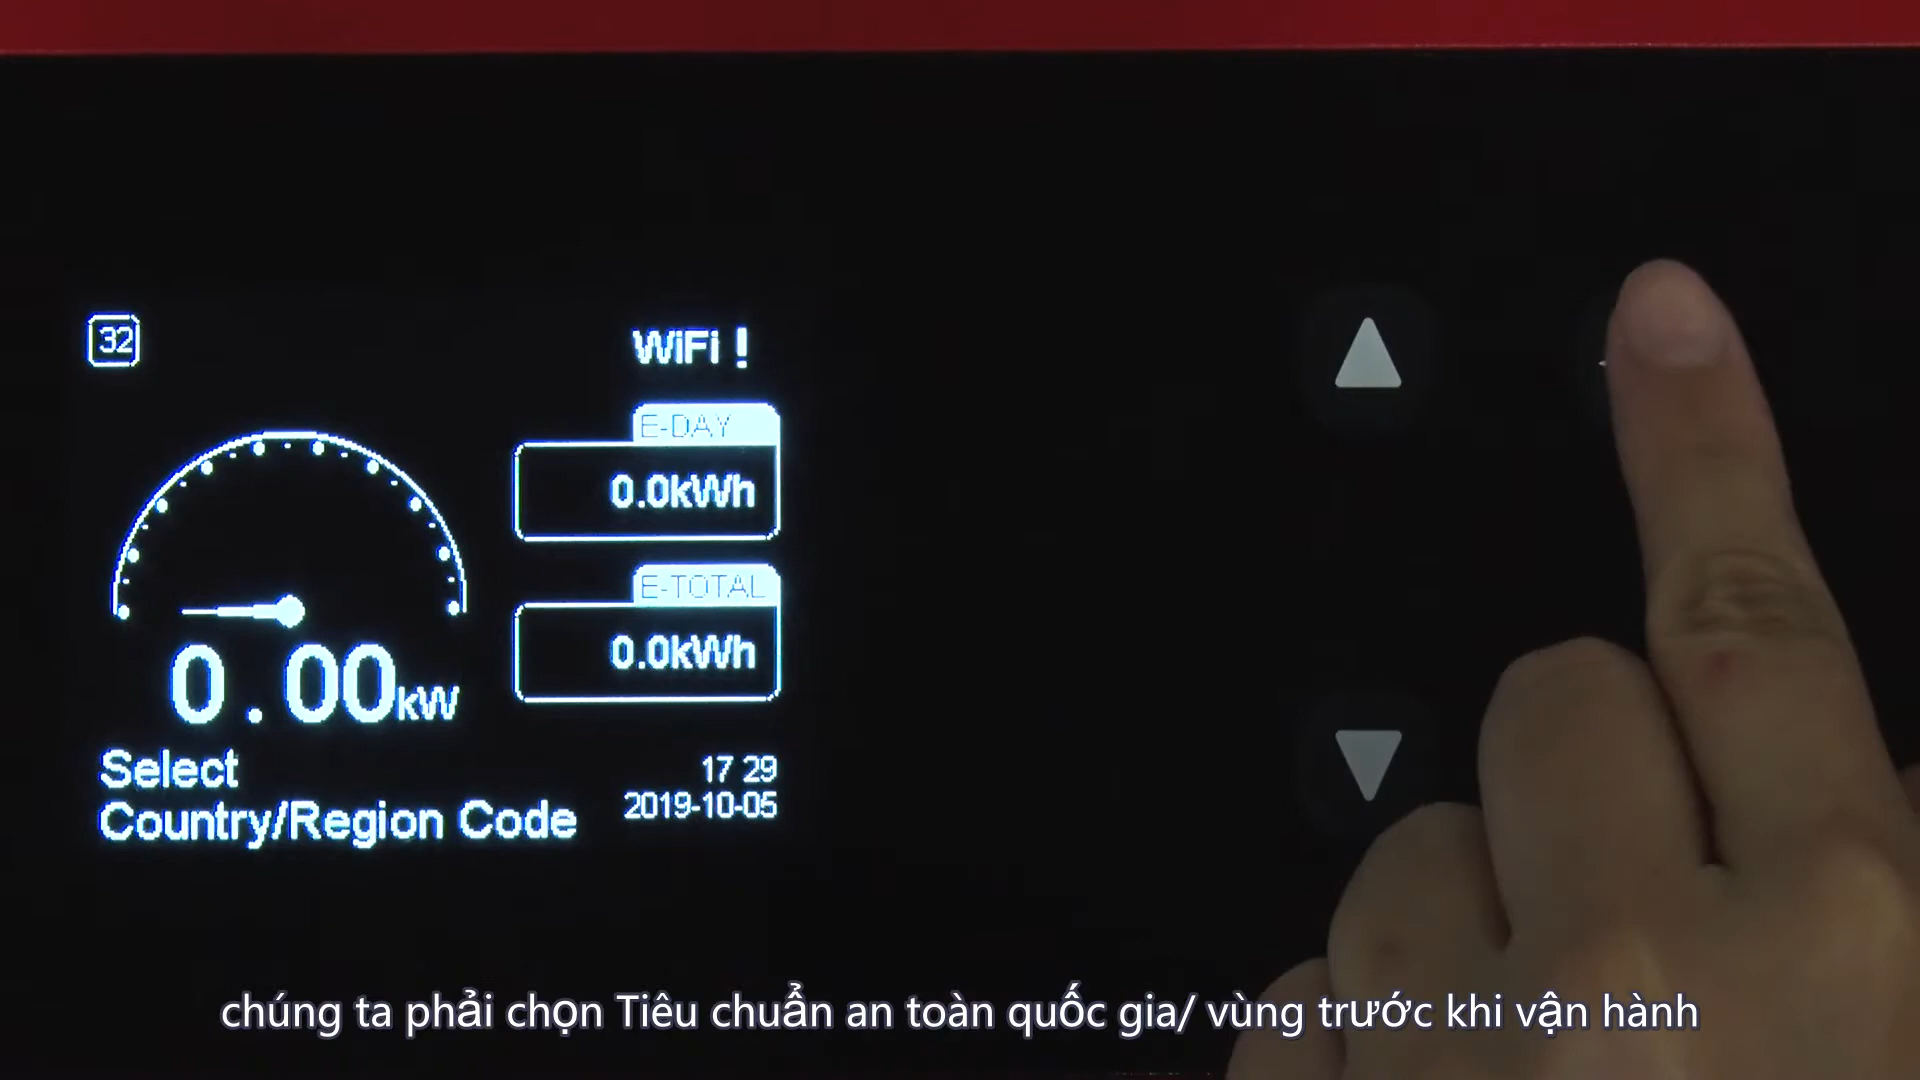 32
WiFi !
E-DAY
0.0kWh
E-TOTAL
0.0kWh
0.00kW
Select
Country/Region Code
17 29
2019-10-05
chúng ta phải chọn Tiêu chuẩn an toàn quốc gia/ vùng trước khi vận hành